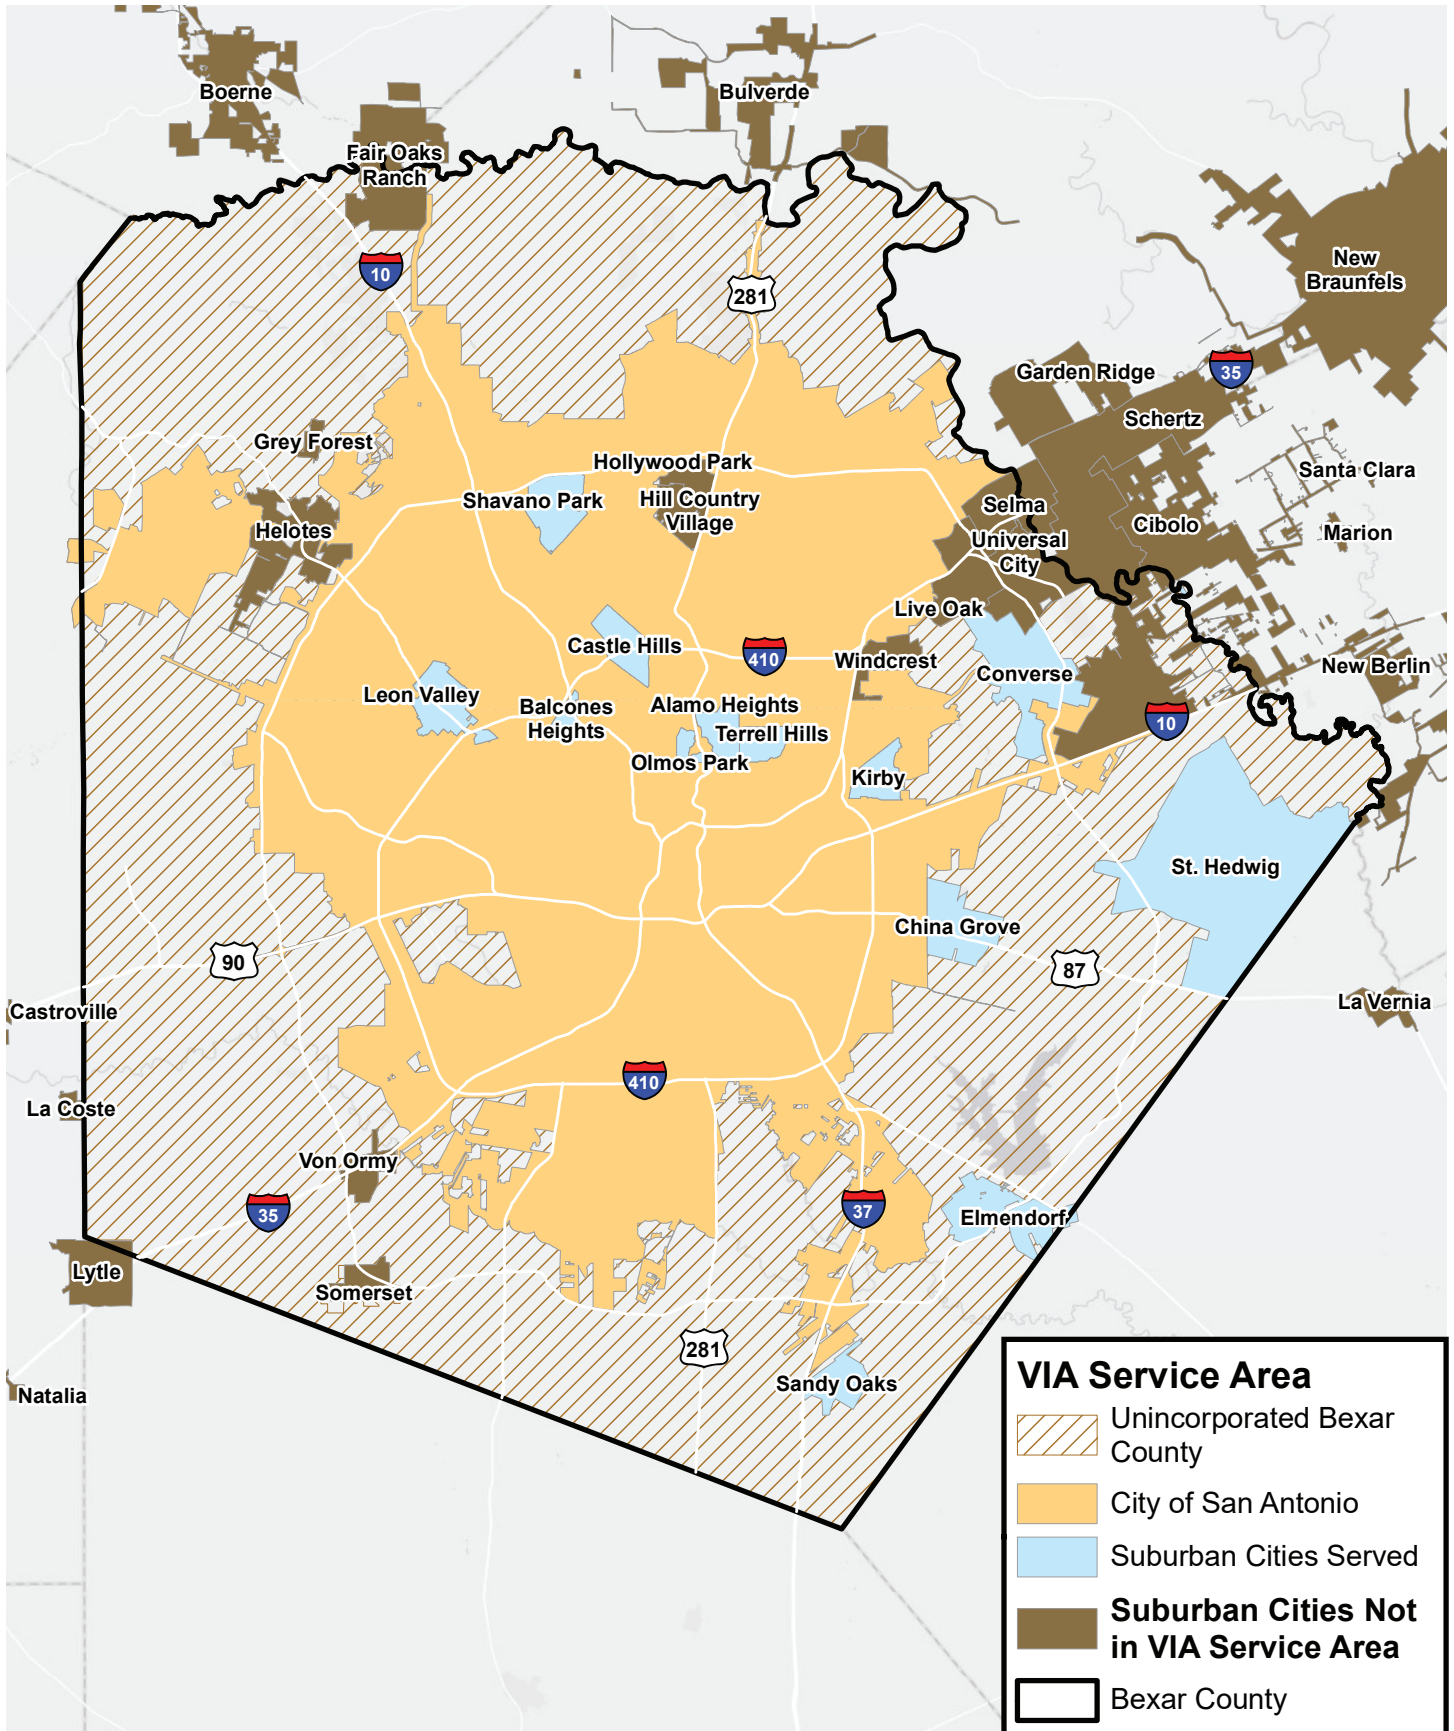 Boerne
Bulverde
Fair Oaks
Ranch
New
Braunfels
10
281
35
Garden Ridge
Schertz
Grey Forest
Hollywood Park
Santa Clara
Shavano Park
Hill Country
Village
Selma
Helotes
Cibolo
Marion
Universal
City
Live Oak
Castle Hills
410
Windcrest
Converse
New Berlin
Leon Valley
Balcones
Heights
Alamo Heights
Terrell Hills
10
Olmos Park
Kirby
St. Hedwig
China Grove
90
87
Castroville
La Vernia
410
La Coste
Von Ormy
35
37
Elmendorf
Lytle
Somerset
281
Sandy Oaks
Natalia
VIA Service Area
Unincorporated Bexar
County
City of San Antonio
Suburban Cities Served
Suburban Cities Not
in VIA Service Area
Bexar County